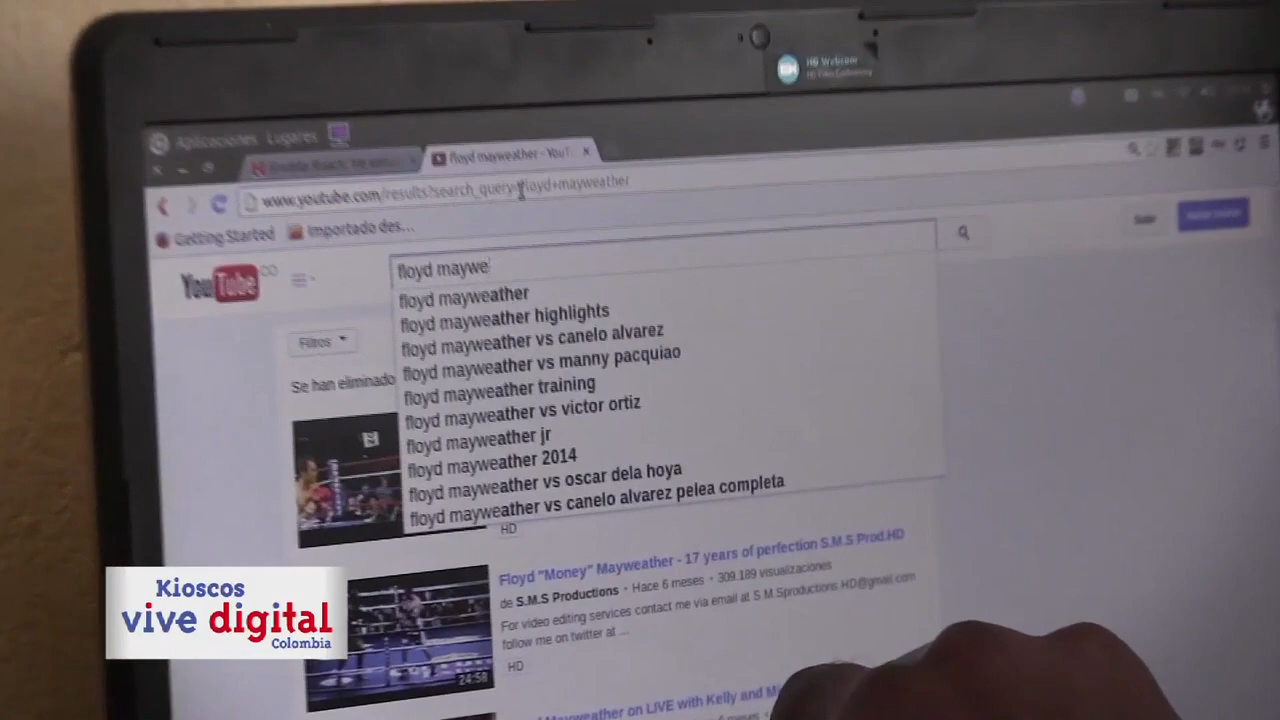 HD Webcam
Aplicaciones Lugares
floyd mayweather - YouT
www.youtube.com/results?search_query=floyd+mayweather
Getting Started
Importado des...
YouTube CO
floyd maywe
floyd mayweather
floyd mayweather highlights
floyd mayweather vs canelo alvarez
floyd mayweather vs manny pacquiao
floyd mayweather training
floyd mayweather vs victor ortiz
floyd mayweather jr
floyd mayweather 2014
floyd mayweather vs oscar dela hoya
floyd mayweather vs canelo alvarez pelea completa
Filtros
Se han eliminado
HD
Floyd "Money" Mayweather - 17 years of perfection S.M.S Prod.HD
de S.M.S Productions • Hace 6 meses • 309.189 visualizaciones
For video editing services contact me via email at S.M.Sproductions.HD@gmail.com
follow me on twitter at ...
HD
24:58
Mayweather on LIVE with Kelly and Mi
Kioscos
vive digital
Colombia